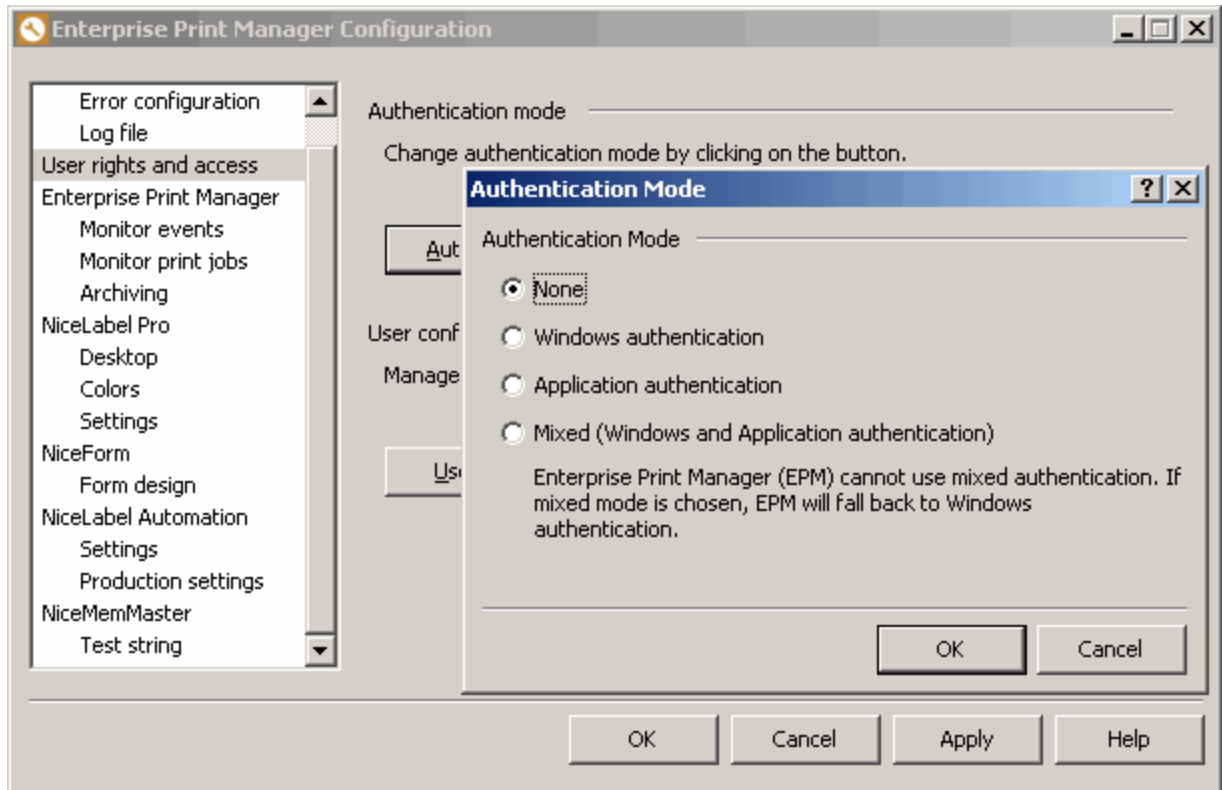 Enterprise Print Manager Configuration
Error configuration
Log file
User rights and access
Enterprise Print Manager
Monitor events
Monitor print jobs
Archiving
NiceLabel Pro
Desktop
Colors
Settings
NiceForm
Form design
NiceLabel Automation
Settings
Production settings
NiceMemMaster
Test string
Authentication mode
Change authentication mode by clicking on the button.
Aut
User conf
Manage
Use
Authentication Mode
Authentication Mode
None
Windows authentication
Application authentication
Mixed (Windows and Application authentication)
Enterprise Print Manager (EPM) cannot use mixed authentication. If
mixed mode is chosen, EPM will fall back to Windows
authentication.
OK
Cancel
OK
Cancel
Apply
Help